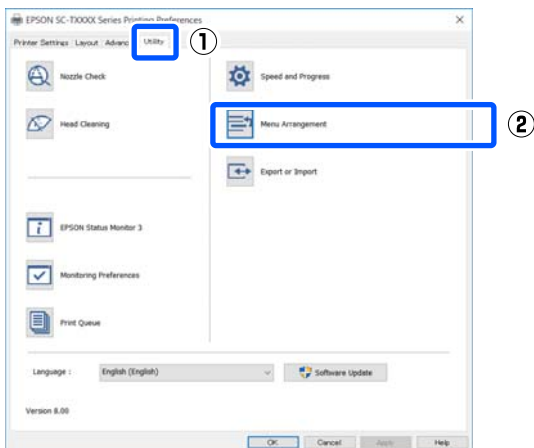 EPSON SC-TXXXX Series Printing Preferences
Printer Settings Layout Advanc Utility
①
Nozzle Check
Speed and Progress
Head Cleaning
Menu Arrangement
②
Export or Import
EPSON Status Monitor 3
Monitoring Preferences
Print Queue
Language : English (English) Software Update
Version 8.00
OK Cancel Apply Help